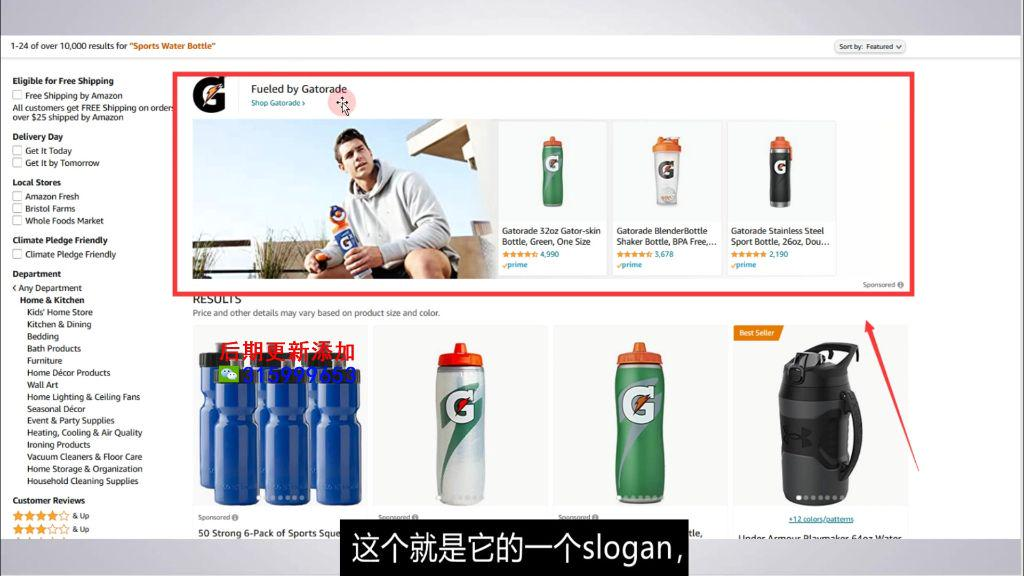 1-24 of over 10,000 results for "Sports Water Bottle"
Sort by: Featured
Eligible for Free Shipping
Free Shipping by Amazon
All customers get FREE Shipping on orders
over $25 shipped by Amazon
Delivery Day
Get It Today
Get It by Tomorrow
Local Stores
Amazon Fresh
Bristol Farms
Whole Foods Market
Climate Pledge Friendly
Climate Pledge Friendly
Department
Any Department
Home & Kitchen
Kids' Home Store
Kitchen & Dining
Bedding
Bath Products
Furniture
Home Décor Products
Wall Art
Home Lighting & Ceiling Fans
Seasonal Décor
Event & Party Supplies
Heating, Cooling & Air Quality
Ironing Products
Vacuum Cleaners & Floor Care
Home Storage & Organization
Household Cleaning Supplies
Customer Reviews
& Up
& Up
G
Fueled by Gatorade
Shop Gatorade ›
Gatorade 32oz Gator-skin
Bottle, Green, One Size
4,990
prime
Gatorade BlenderBottle
Shaker Bottle, BPA Free,...
3,678
prime
Gatorade Stainless Steel
Sport Bottle, 26oz, Dou...
2,190
prime
Sponsored
RESULTS
Price and other details may vary based on product size and color.
后期更新添加
315999653
Best Seller
Sponsored
50 Strong 6-Pack of Sports Sque
Sponsored
Sponsored
ttle,
+12 colors/patterns
Under Armour Playmaker 64oz Water
这个就是它的一个slogan,